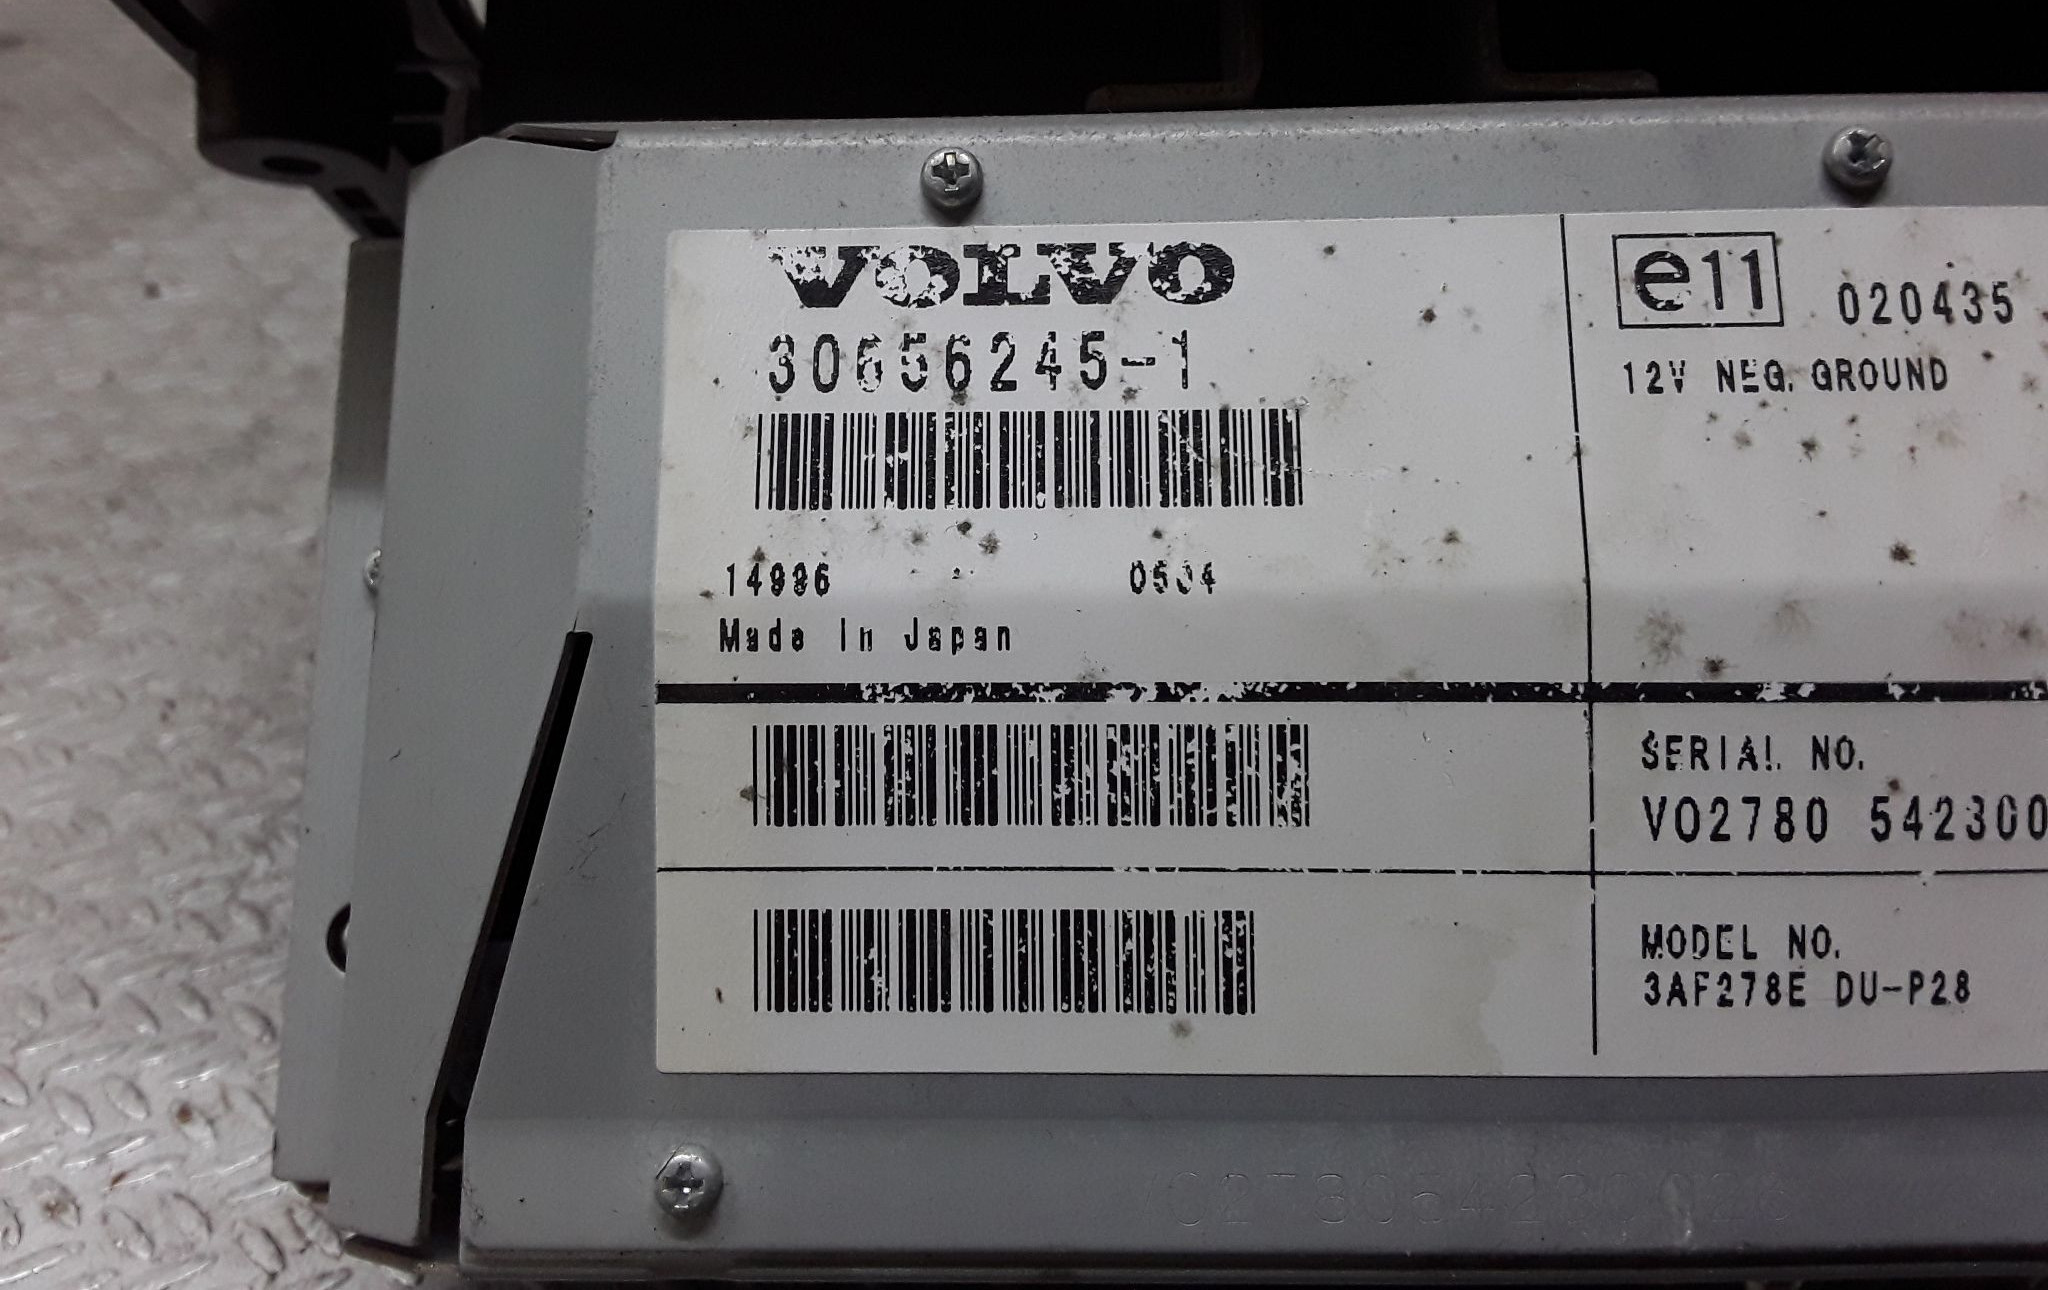 VOLVO
30656245-1
14996 0504
Made in Japan
e11 020435
12V NEG. GROUND
SERIAL NO.
VO2780 542300
MODEL NO.
3AF278E DU-P28